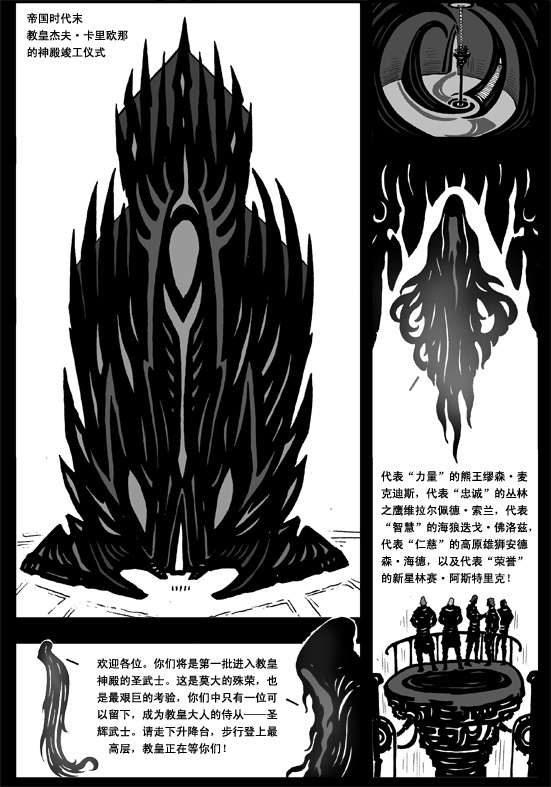 帝国时代末
教皇杰夫·卡里欧那
的神殿竣工仪式
代表“力量”的熊王缪森·麦
克迪斯，代表“忠诚”的丛林
之鹰维拉尔佩德·索兰，代表
“智慧”的海狼迭戈·佛洛兹，
代表“仁慈”的高原雄狮安德
森·海德，以及代表“荣誉”
的新星林赛·阿斯特里克！
欢迎各位。你们将是第一批进入教皇
神殿的圣武士。这是莫大的殊荣，也
是最艰巨的考验，你们中只有一位可
以留下，成为教皇大人的侍从——圣
辉武士。请走下升降台，步行登上最
高层，教皇正在等你们！